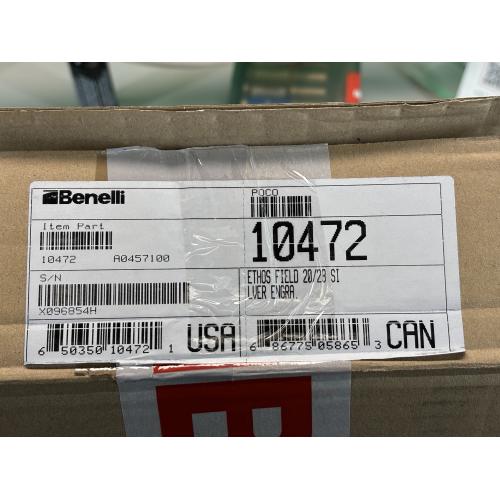 Benelli
POCO
Item Part
10472 A0457100
10472
S/N
X096854H
ETHOS FIELD 20/28 SI
LVER ENGRA.
6 50350 10472 1 USA
6 86775 05865 3 CAN